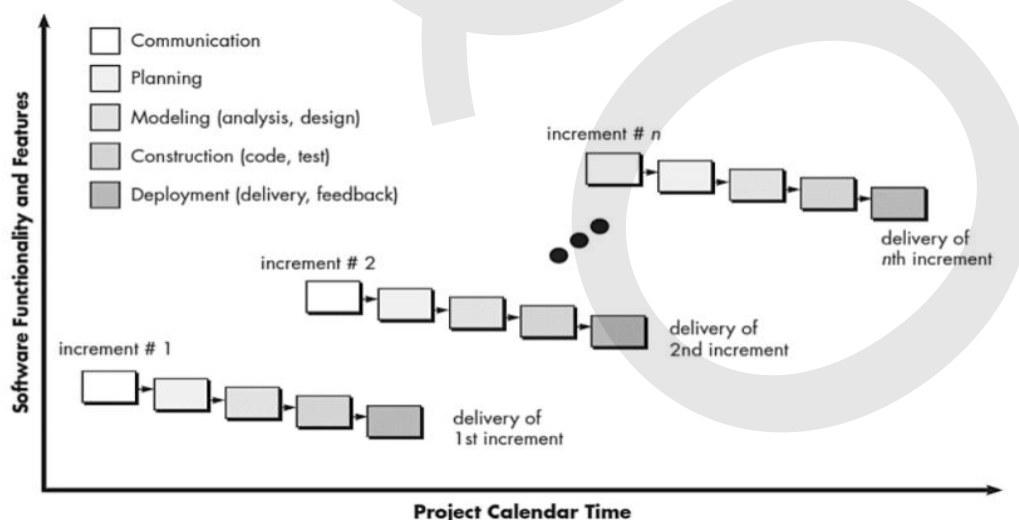 Communication
Planning
Modeling (analysis, design)
Construction (code, test)
Deployment (delivery, feedback)
Software Functionality and Features
increment # n
delivery of
nth increment
increment # 2
delivery of
2nd increment
increment # 1
delivery of
1st increment
Project Calendar Time